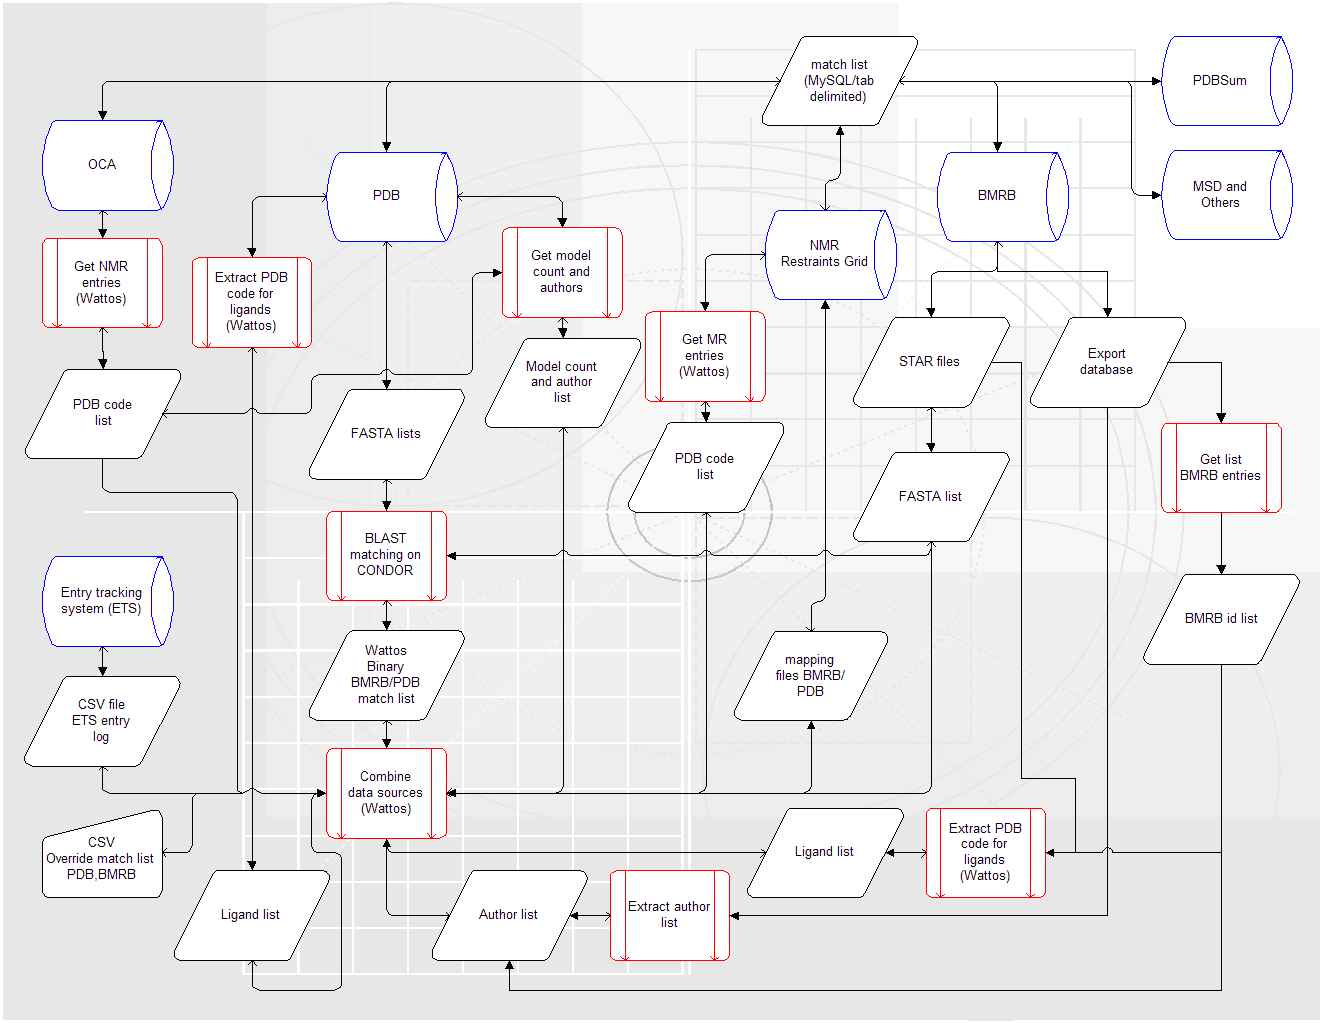 match list
(MySQL/tab
delimited)
PDBSum
OCA
PDB
BMRB
MSD and
Others
NMR
Restraints Grid
Get NMR
entries
(Wattos)
Extract PDB
code for
ligands
(Wattos)
Get model
count and
authors
Get MR
entries
(Wattos)
STAR files
Export
database
Model count
and author
list
PDB code
list
FASTA lists
PDB code
list
FASTA list
Get list
BMRB entries
BLAST
matching on
CONDOR
Entry tracking
system (ETS)
BMRB id list
Wattos
Binary
BMRB/PDB
match list
mapping
files BMRB/
PDB
CSV file
ETS entry
log
Combine
data sources
(Wattos)
CSV
Override match list
PDB,BMRB
Ligand list
Extract PDB
code for
ligands
(Wattos)
Ligand list
Author list
Extract author
list